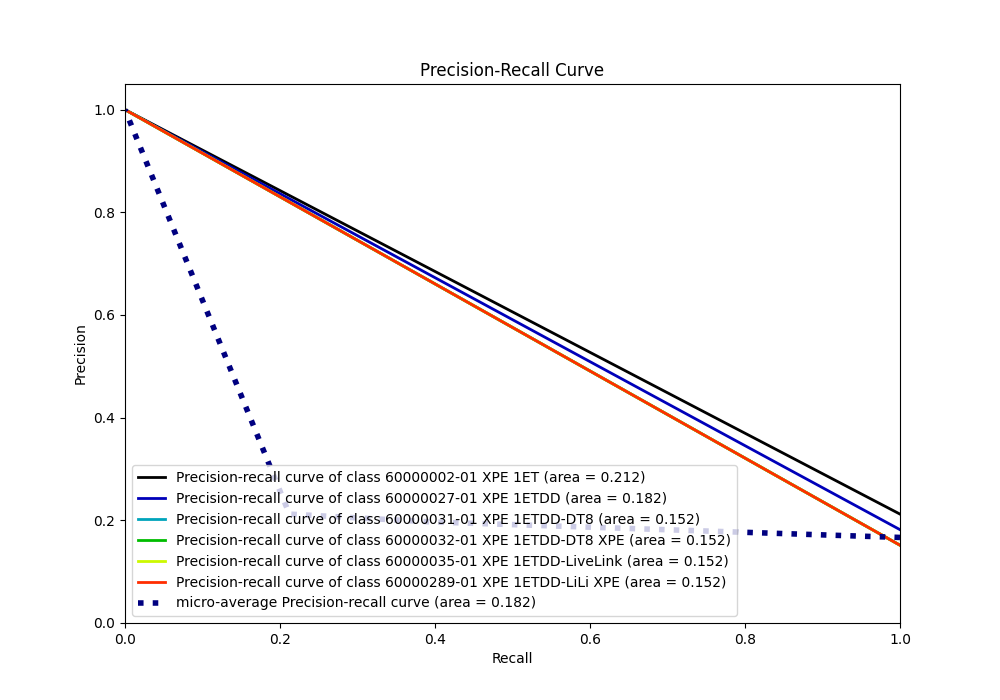 Precision-Recall Curve
1.0
0.8
0.6
0.4
0.2
0.0
Precision
Precision-recall curve of class 60000002-01 XPE 1ET (area = 0.212)
Precision-recall curve of class 60000027-01 XPE 1ETDD (area = 0.182)
Precision-recall curve of class 60000031-01 XPE 1ETDD-DT8 (area = 0.152)
Precision-recall curve of class 60000032-01 XPE 1ETDD-DT8 XPE (area = 0.152)
Precision-recall curve of class 60000035-01 XPE 1ETDD-LiveLink (area = 0.152)
Precision-recall curve of class 60000289-01 XPE 1ETDD-LiLi XPE (area = 0.152)
micro-average Precision-recall curve (area = 0.182)
0.0 0.2 0.4 0.6 0.8 1.0
Recall